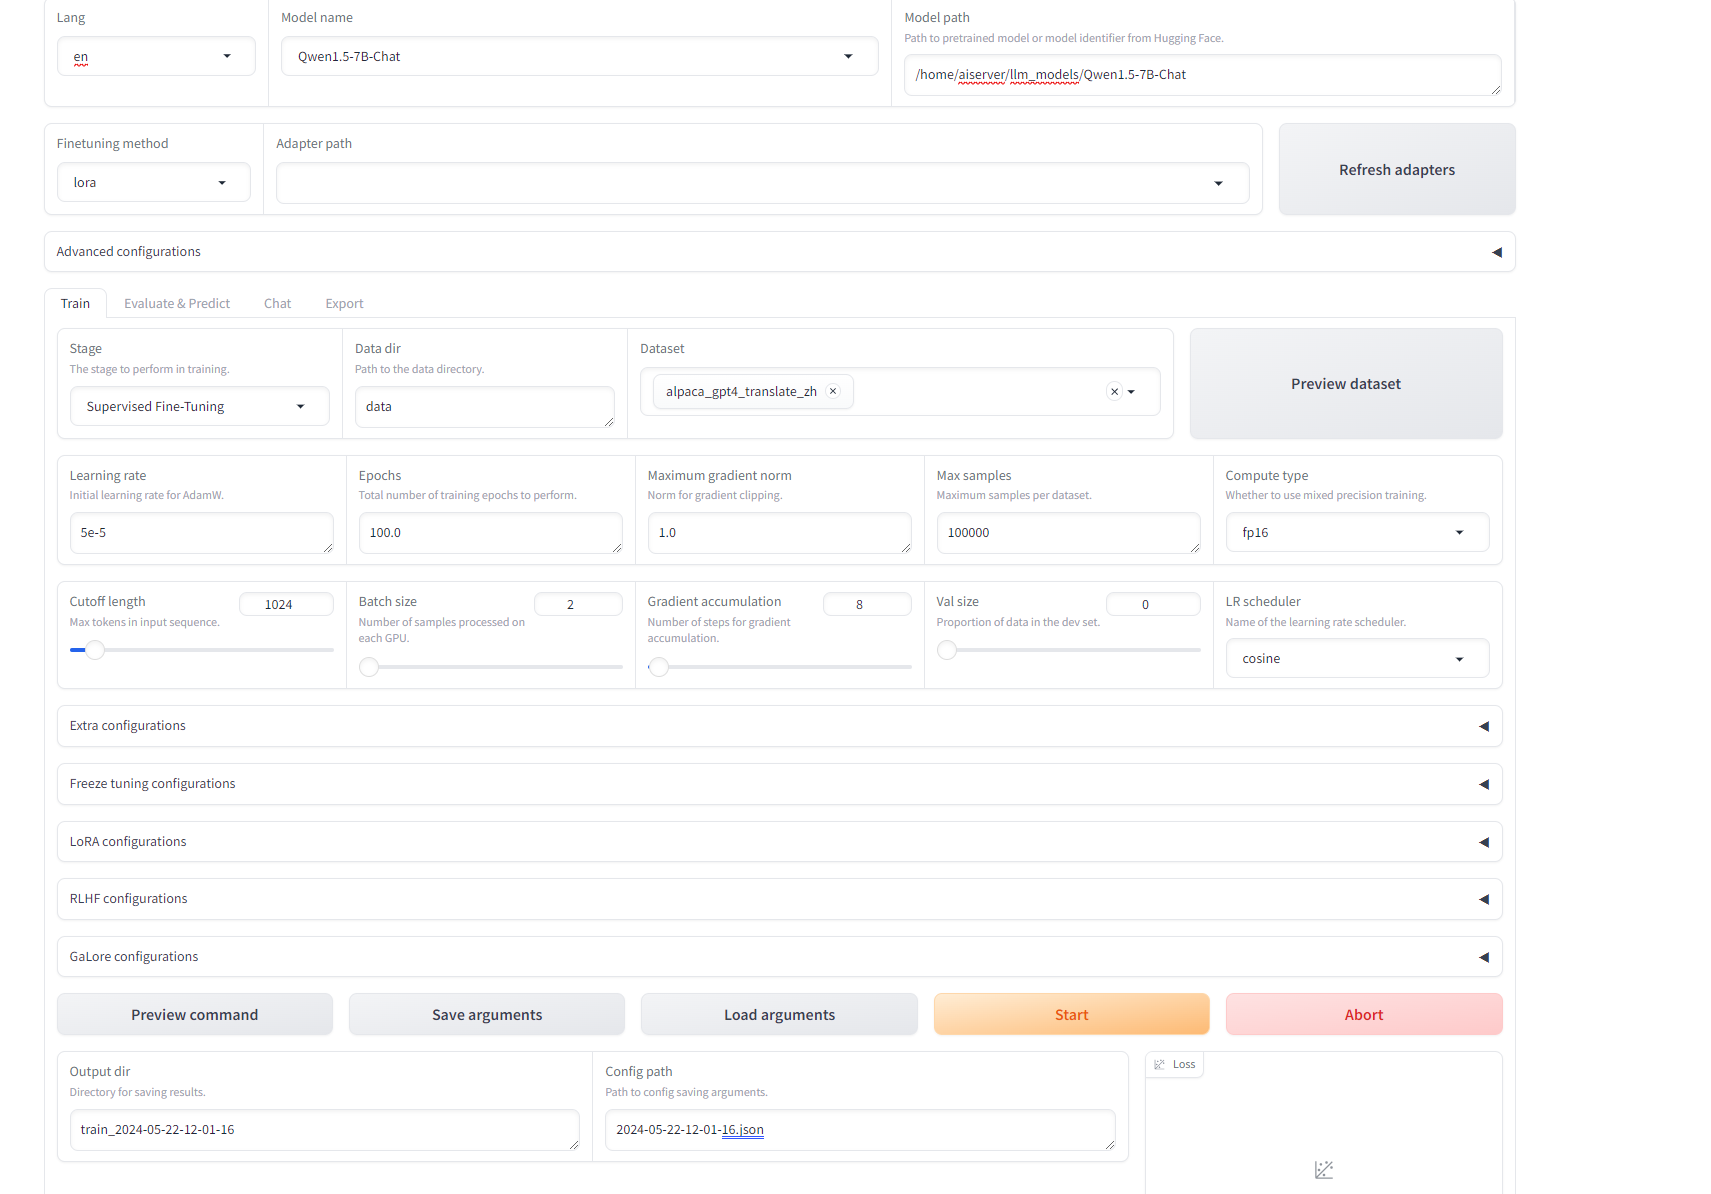 Lang
Model name
Model path
Path to pretrained model or model identifier from Hugging Face.
en
Qwen1.5-7B-Chat
/home/aiserver/llm_models/Qwen1.5-7B-Chat
Finetuning method
Adapter path
lora
Refresh adapters
Advanced configurations
Train
Evaluate & Predict
Chat
Export
Stage
The stage to perform in training.
Supervised Fine-Tuning
Data dir
Path to the data directory.
data
Dataset
alpaca_gpt4_translate_zh
Preview dataset
Learning rate
Initial learning rate for AdamW.
5e-5
Epochs
Total number of training epochs to perform.
100.0
Maximum gradient norm
Norm for gradient clipping.
1.0
Max samples
Maximum samples per dataset.
100000
Compute type
Whether to use mixed precision training.
fp16
Cutoff length
1024
Max tokens in input sequence.
Batch size
2
Number of samples processed on
each GPU.
Gradient accumulation
8
Number of steps for gradient
accumulation.
Val size
0
Proportion of data in the dev set.
LR scheduler
Name of the learning rate scheduler.
cosine
Extra configurations
Freeze tuning configurations
LoRA configurations
RLHF configurations
GaLore configurations
Preview command
Save arguments
Load arguments
Start
Abort
Output dir
Directory for saving results.
train_2024-05-22-12-01-16
Config path
Path to config saving arguments.
2024-05-22-12-01-16.json
Loss